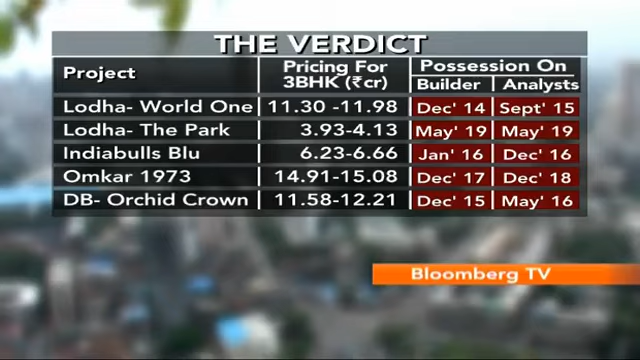 THE VERDICT
Project Pricing For 3BHK (₹cr) Possession On
Builder Analysts
Lodha- World One 11.30 -11.98 Dec' 14 Sept' 15
Lodha- The Park 3.93-4.13 May' 19 May' 19
Indiabulls Blu 6.23-6.66 Jan' 16 Dec' 16
Omkar 1973 14.91-15.08 Dec' 17 Dec' 18
DB- Orchid Crown 11.58-12.21 Dec' 15 May' 16
Bloomberg TV